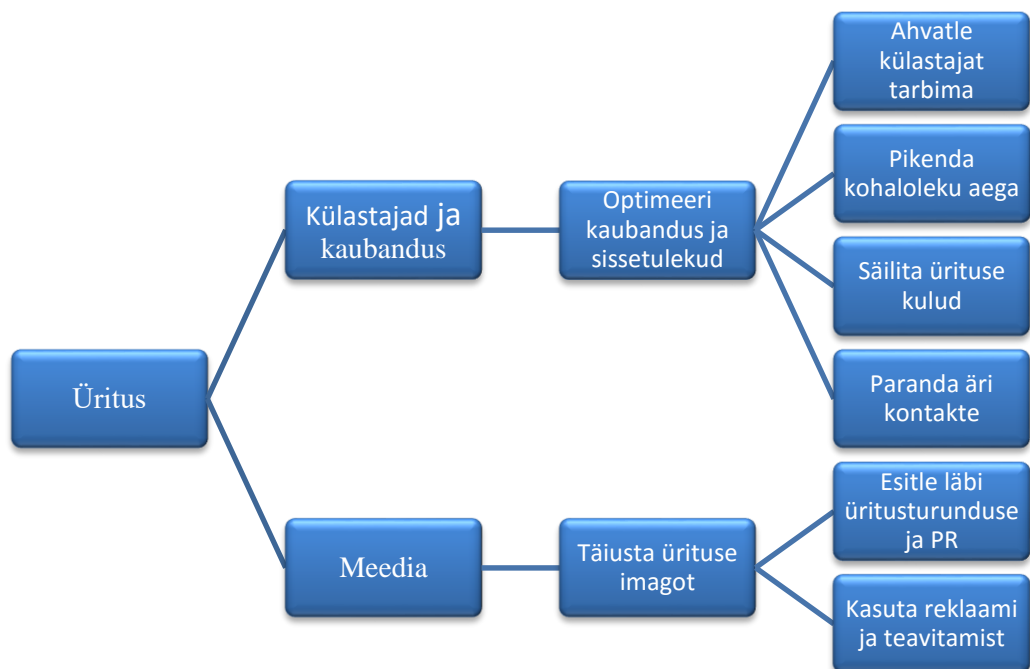 Üritus
Külastajad ja
kaubandus
Optimeeri
kaubandus ja
sissetulekud
Ahvatle
külastajat
tarbima
Pikenda
kohaloleku aega
Säilita ürituse
kulud
Paranda äri
kontakte
Meedia
Täiusta ürituse
imagot
Esitle läbi
üritusturunduse
ja PR
Kasuta reklaami
ja teavitamist